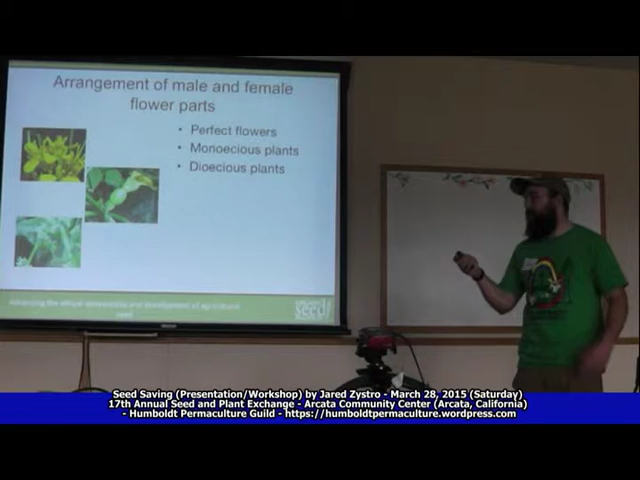 Arrangement of male and female
flower parts
• Perfect flowers
• Monoecious plants
• Dioecious plants
Advancing the ethical stewardship and development of agricultural
seed
seed
Seed Saving (Presentation/Workshop) by Jared Zystro - March 28, 2015 (Saturday)
17th Annual Seed and Plant Exchange - Arcata Community Center (Arcata, California)
- Humboldt Permaculture Guild - https://humboldtpermaculture.wordpress.com